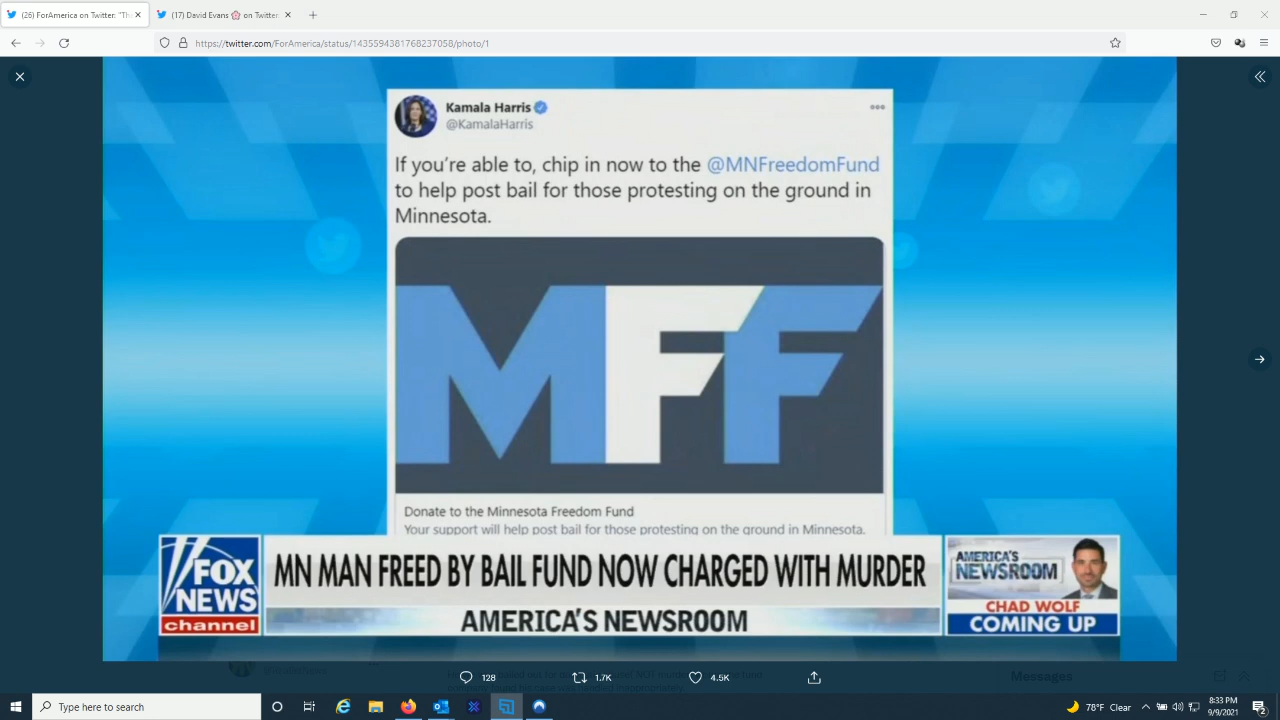 (26) ForAmerica on Twitter: "Th
(17) David Evans 🌸 on Twitter:
https://twitter.com/ForAmerica/status/1435594381768237058/photo/1
Kamala Harris
@KamalaHarris
If you're able to, chip in now to the @MNFreedomFund
to help post bail for those protesting on the ground in
Minnesota.
MFF
Donate to the Minnesota Freedom Fund
Your support will help post bail for those protesting on the ground in Minnesota.
FOX
NEWS
channel
MN MAN FREED BY BAIL FUND NOW CHARGED WITH MURDER
AMERICA'S NEWSROOM
AMERICA'S
NEWSROOM
CHAD WOLF
COMING UP
128
1.7K
4.5K
Messages
Type here to search
78°F Clear
8:33 PM
9/9/2021
2